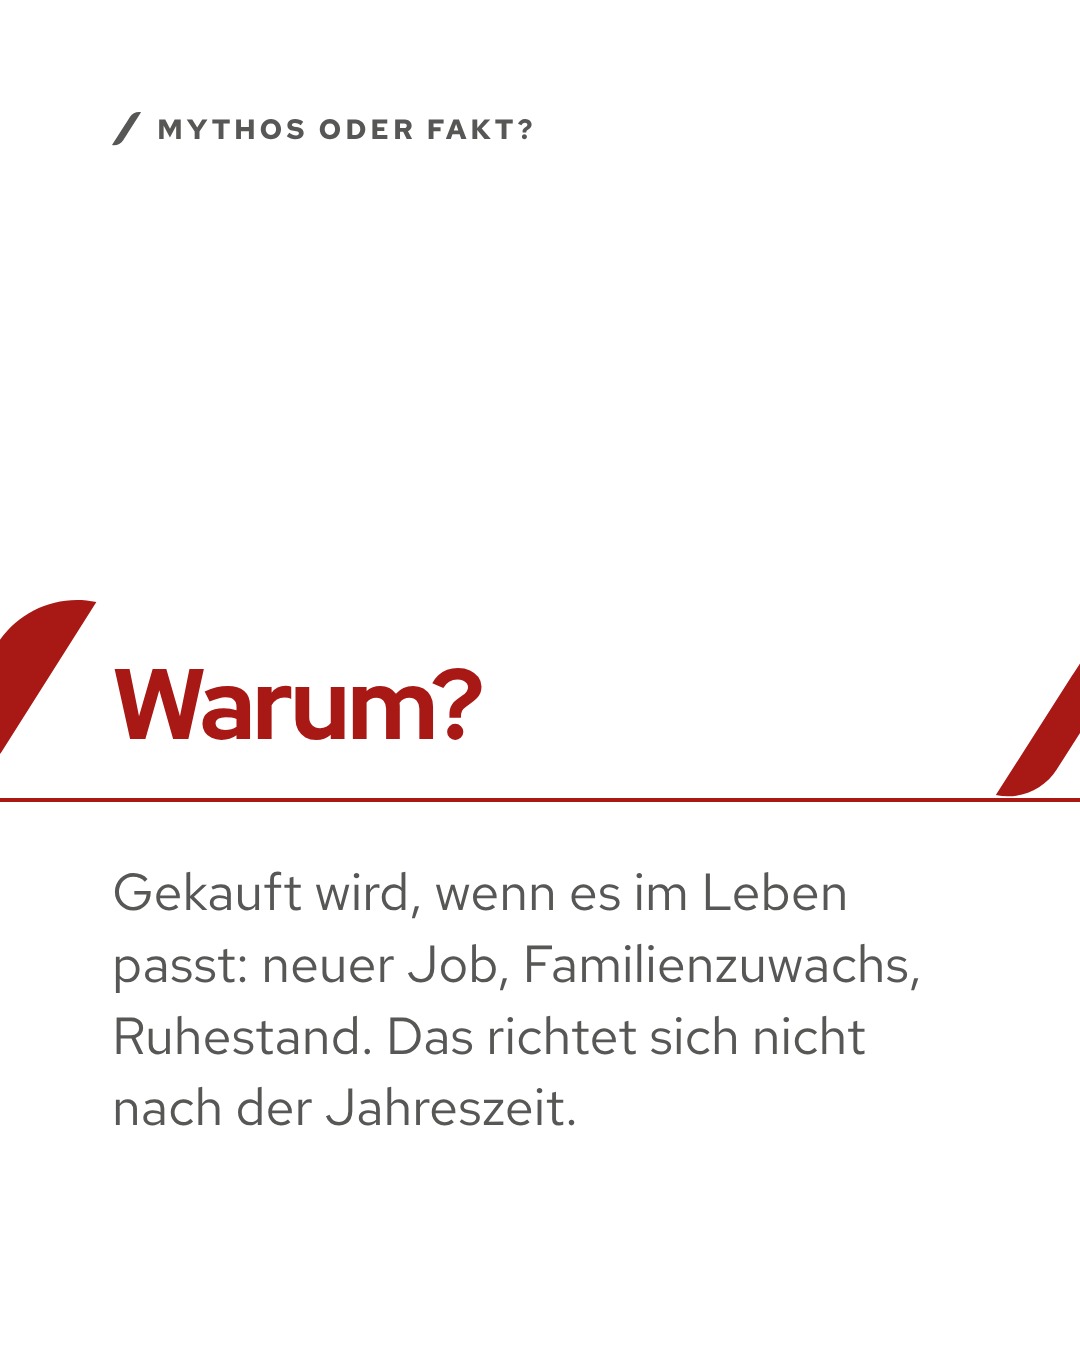 MYTHOS ODER FAKT?
Warum?
Gekauft wird, wenn es im Leben
passt: neuer Job, Familienzuwachs,
Ruhestand. Das richtet sich nicht
nach der Jahreszeit.